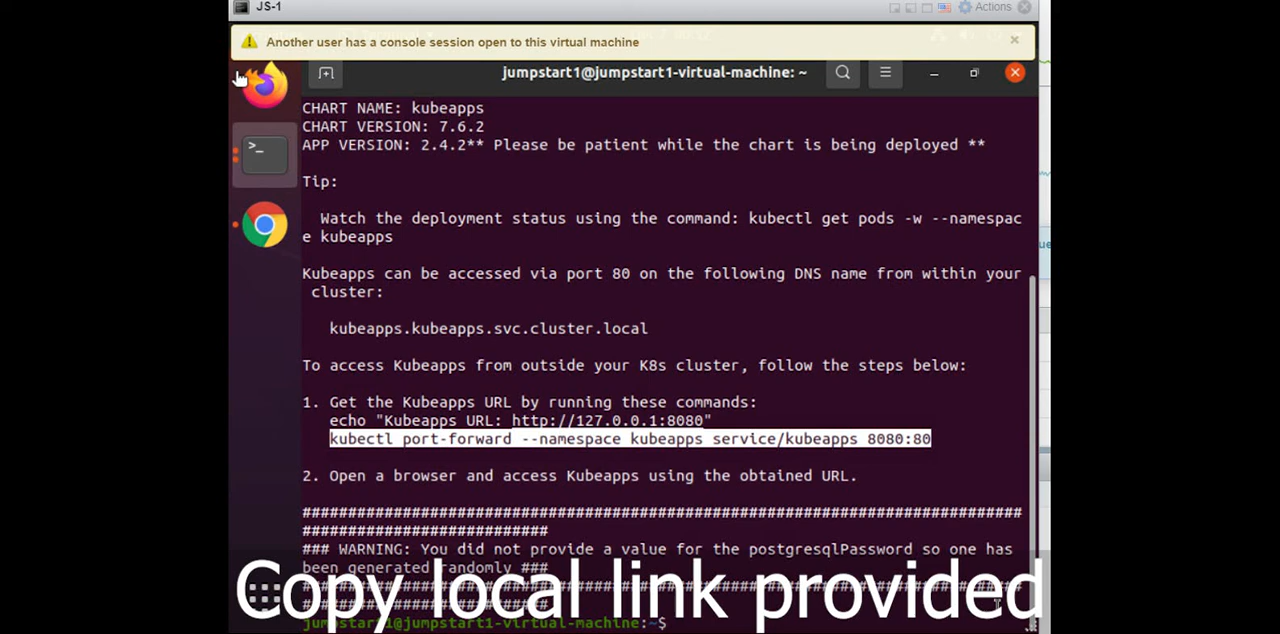 JS-1
Actions
Another user has a console session open to this virtual machine
jumpstart1@jumpstart1-virtual-machine: ~
CHART NAME: kubeapps
CHART VERSION: 7.6.2
APP VERSION: 2.4.2** Please be patient while the chart is being deployed **
Tip:
Watch the deployment status using the command: kubectl get pods -w --namespac
e kubeapps
Kubeapps can be accessed via port 80 on the following DNS name from within your
cluster:
kubeapps.kubeapps.svc.cluster.local
To access Kubeapps from outside your K8s cluster, follow the steps below:
1. Get the Kubeapps URL by running these commands:
echo "Kubeapps URL: http://127.0.0.1:8080"
kubectl port-forward --namespace kubeapps service/kubeapps 8080:80
2. Open a browser and access Kubeapps using the obtained URL.
###############################################################################
###########################
### WARNING: You did not provide a value for the postgresqlPassword so one has
been generated randomly ###
Copy local link provided
jumpstart1@jumpstart1-virtual-machine:~$